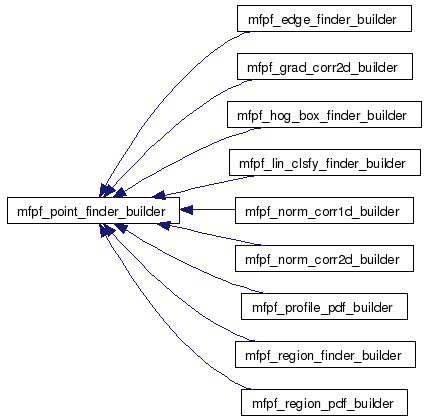 mfpf_edge_finder_builder
mfpf_grad_corr2d_builder
mfpf_hog_box_finder_builder
mfpf_lin_clsfy_finder_builder
mfpf_point_finder_builder
mfpf_norm_corr1d_builder
mfpf_norm_corr2d_builder
mfpf_profile_pdf_builder
mfpf_region_finder_builder
mfpf_region_pdf_builder